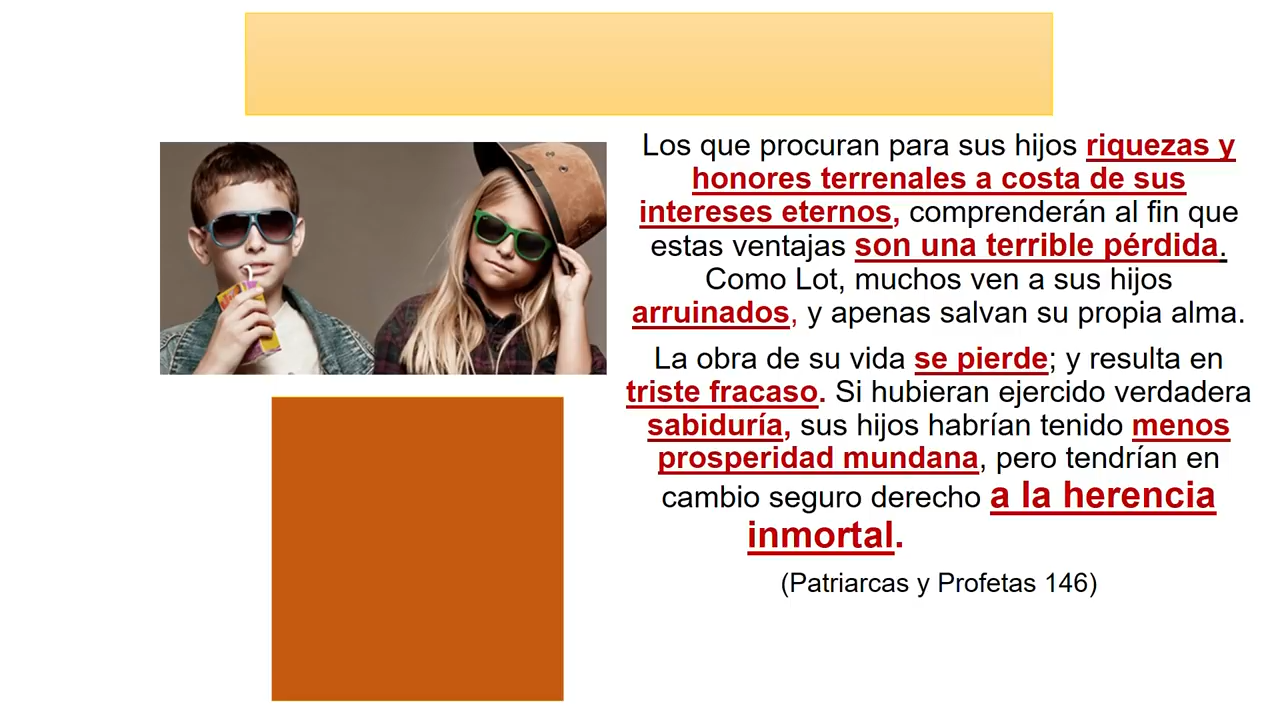 Los que procuran para sus hijos riquezas y
honores terrenales a costa de sus
intereses eternos, comprenderán al fin que
estas ventajas son una terrible pérdida.
Como Lot, muchos ven a sus hijos
arruinados, y apenas salvan su propia alma.
La obra de su vida se pierde; y resulta en
triste fracaso. Si hubieran ejercido verdadera
sabiduría, sus hijos habrían tenido menos
prosperidad mundana, pero tendrían en
cambio seguro derecho a la herencia
inmortal.
(Patriarcas y Profetas 146)